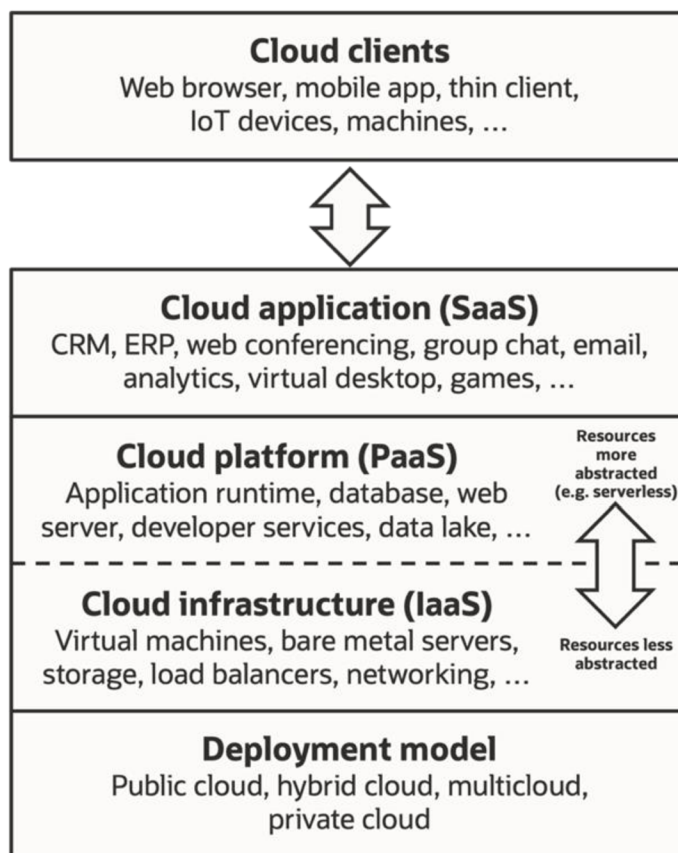 Cloud clients
Web browser, mobile app, thin client,
IoT devices, machines, ...
Cloud application (SaaS)
CRM, ERP, web conferencing, group chat, email,
analytics, virtual desktop, games, ...
Cloud platform (PaaS)
Application runtime, database, web
server, developer services, data lake, ...
Resources
more
abstracted
(e.g. serverless)
Cloud infrastructure (IaaS)
Virtual machines, bare metal servers,
storage, load balancers, networking, ...
Resources less
abstracted
Deployment model
Public cloud, hybrid cloud, multicloud,
private cloud